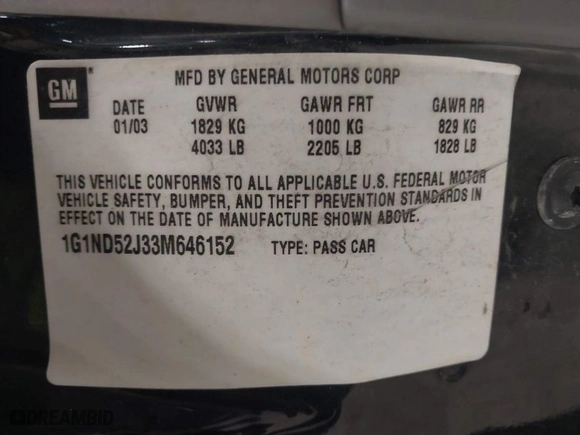 GM
MFD BY GENERAL MOTORS CORP
DATE GVWR GAWR FRT GAWR RR
01/03 1829 KG 1000 KG 829 KG
4033 LB 2205 LB 1828 LB
THIS VEHICLE CONFORMS TO ALL APPLICABLE U.S. FEDERAL MOTOR
VEHICLE SAFETY, BUMPER, AND THEFT PREVENTION STANDARDS IN
EFFECT ON THE DATE OF MANUFACTURE SHOWN ABOVE.
1G1ND52J33M646152 TYPE: PASS CAR
DREAMBID